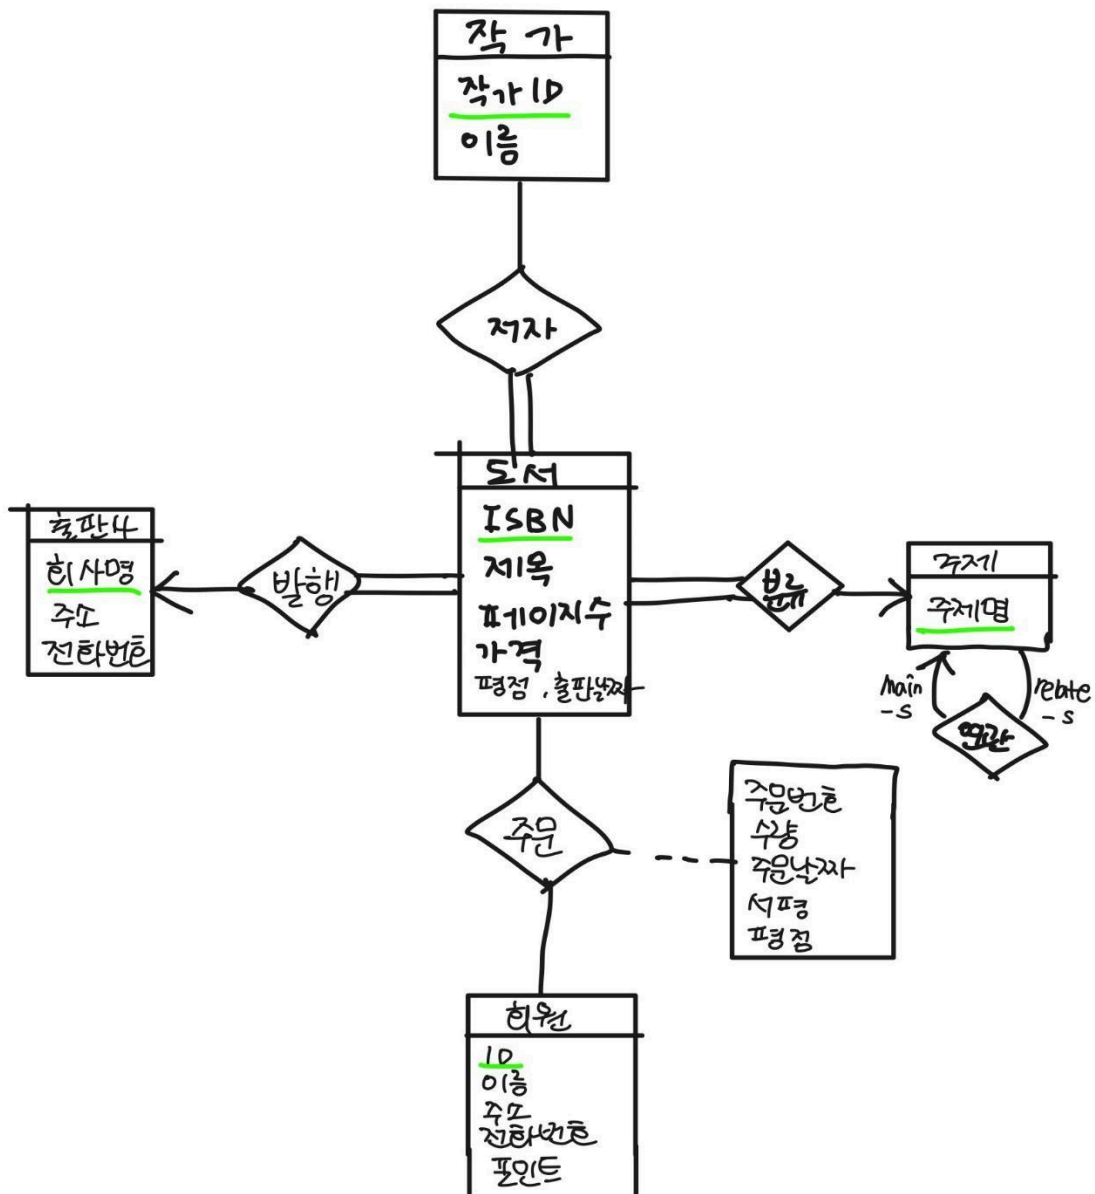 작가
작가 ID
이름
저자
도서
ISBN
제목
페이지수
가격
평점, 출판날짜
출판사
회사명
주소
전화번호
발행
분류
주제
주제명
main
-s
relate
-s
연관
주문
주문번호
수량
주문날짜
서평
평점
회원
ID
이름
주소
전화번호
포인트